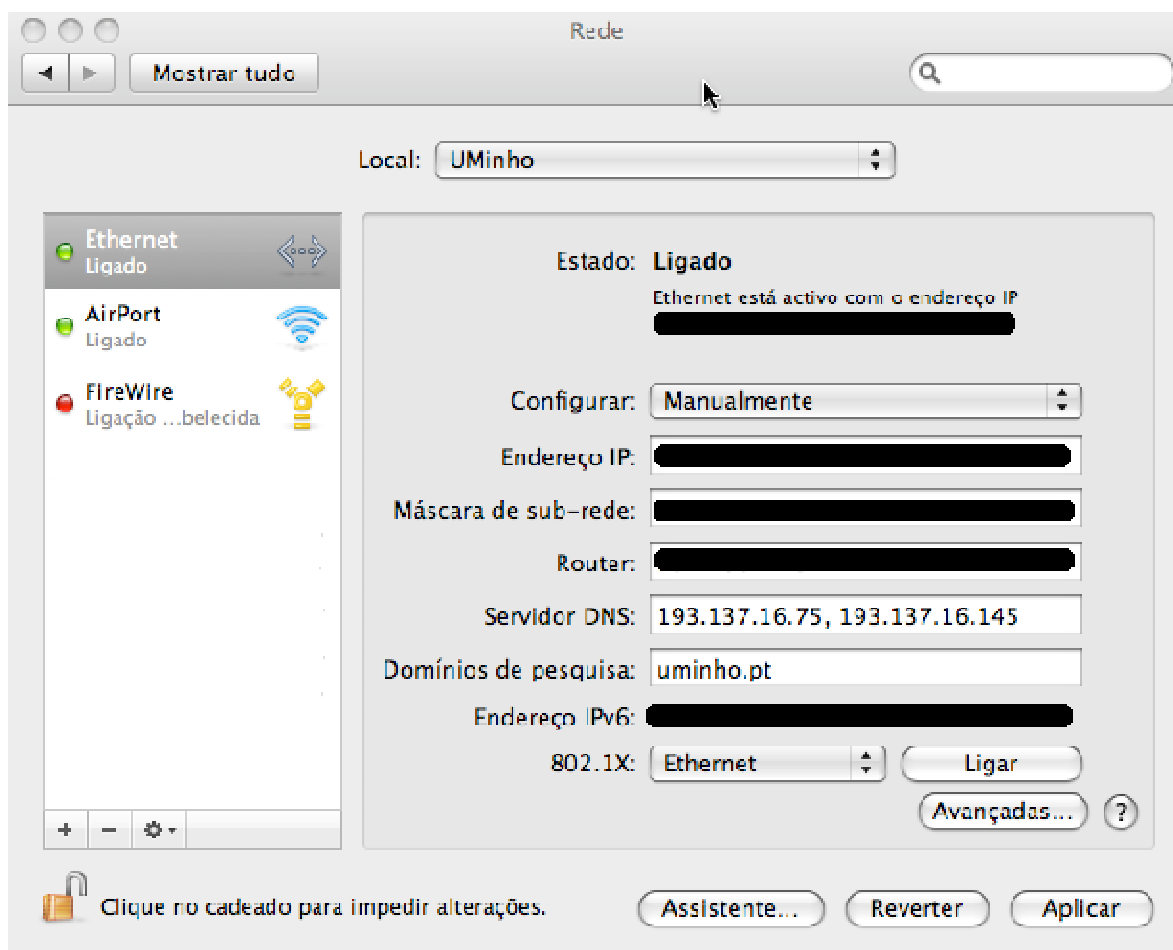 Rede
Mostrar tudo
Local: UMinho
Ethernet
Ligado
AirPort
Ligado
FireWire
Ligação ...belecida
Estado: Ligado
Ethernet está activo com o endereço IP
Configurar: Manualmente
Endereço IP:
Máscara de sub-rede:
Router:
Servidor DNS: 193.137.16.75, 193.137.16.145
Domínios de pesquisa: uminho.pt
Endereço IPv6:
802.1X: Ethernet Ligar
Avançadas... ?
Clique no cadeado para impedir alterações.
Assistente... Reverter Aplicar